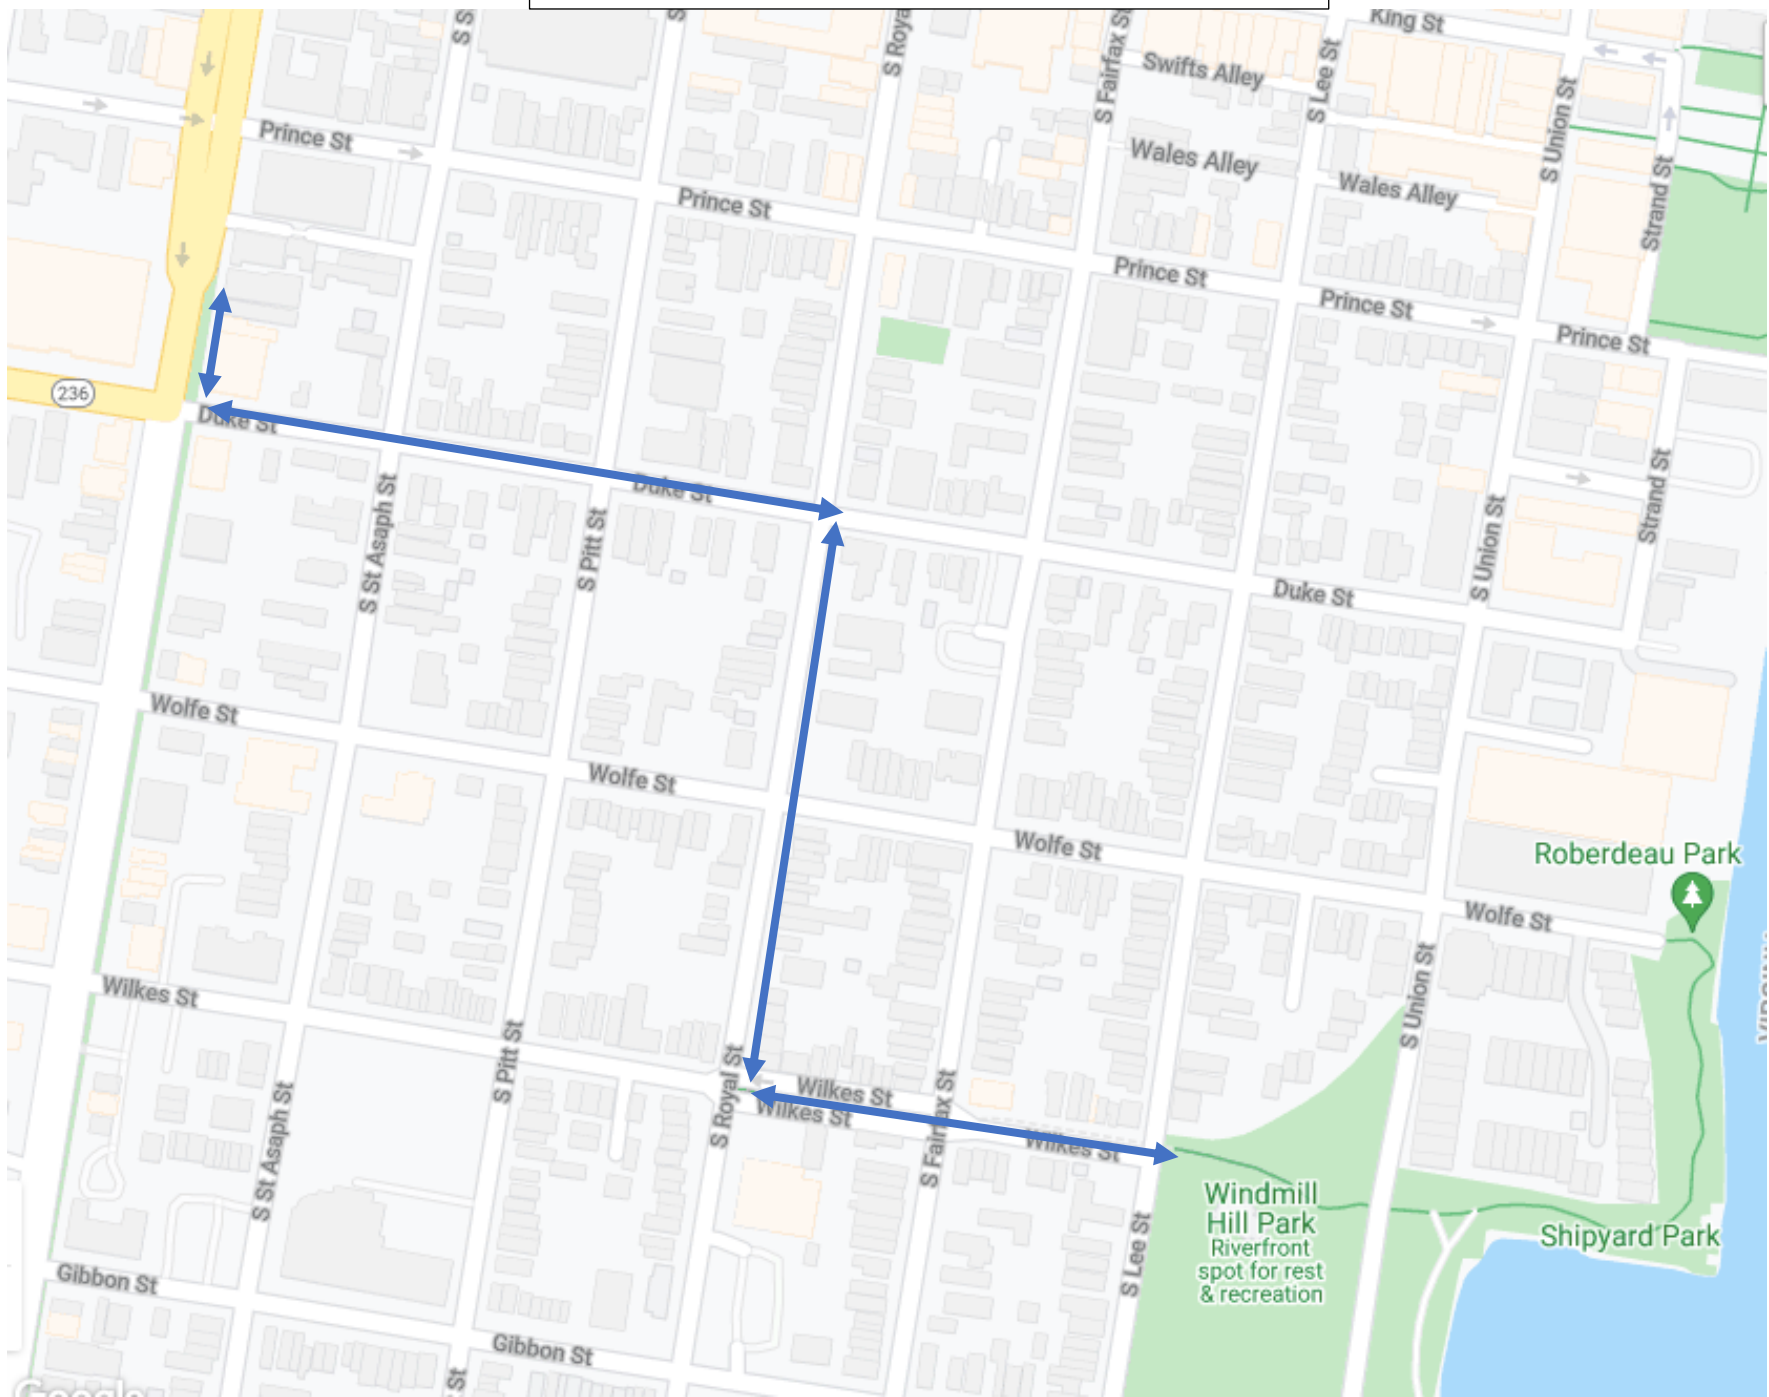 King St
S Fairfax St
S Lee St
Swifts Alley
S Union St
Prince St
Wales Alley
Wales Alley
Strand St
Prince St
Prince St
Prince St
Prince St
236
Duke St
Duke St
S St Asaph St
S Pitt St
S Union St
Strand St
Duke St
Wolfe St
Wolfe St
Wolfe St
Roberdeau Park
Wolfe St
S Union St
Wilkes St
S Pitt St
S Royal St
Wilkes St
Wilkes St
S Fairfax St
Wilkes St
S St Asaph St
Windmill
Hill Park
Riverfront
spot for rest
& recreation
S Lee St
Shipyard Park
Gibbon St
Gibbon St
St
Google